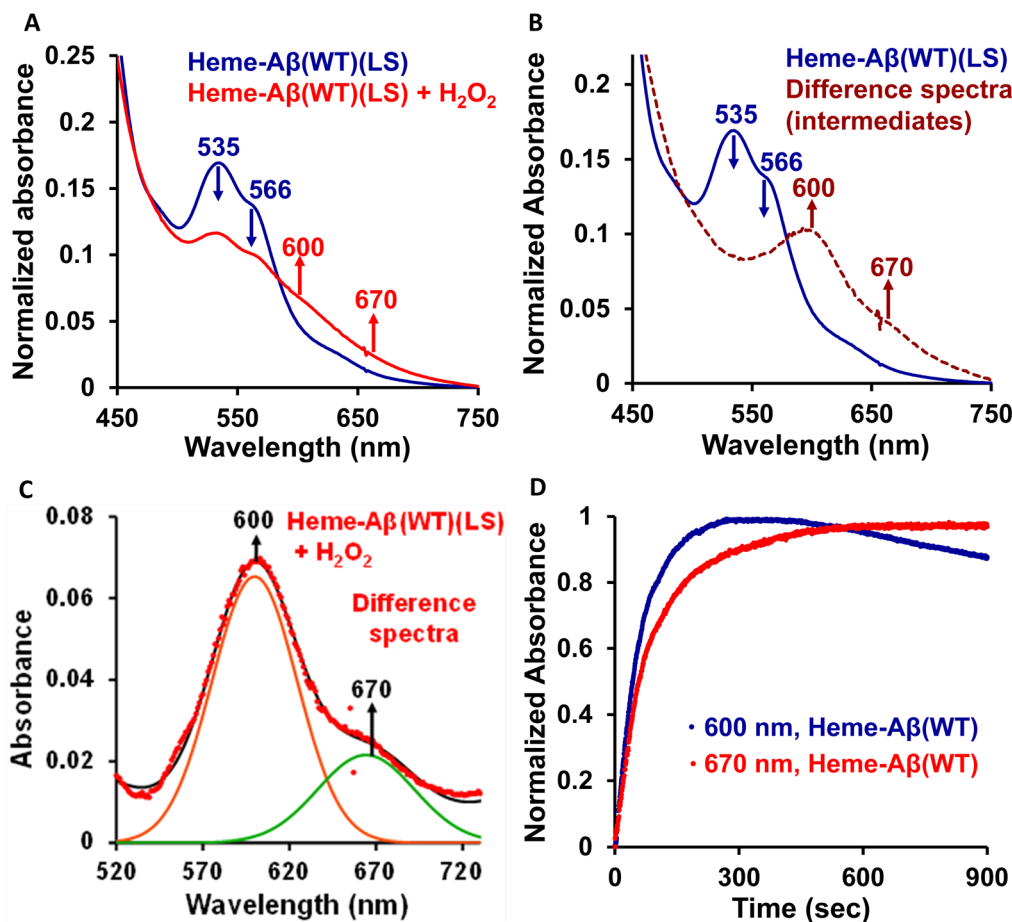 A
0.25
0.2
0.15
0.1
0.05
0
Normalized absorbance
Heme-Aβ(WT)(LS)
Heme-Aβ(WT)(LS) + H₂O₂
535
566
600
670
450 550 650 750
Wavelength (nm)
B
0.2
0.15
0.1
0.05
0
Normalized Absorbance
Heme-Aβ(WT)(LS)
Difference spectra
(intermediates)
535
566
600
670
450 550 650 750
Wavelength (nm)
C
0.08
0.06
0.04
0.02
0
Absorbance
600
Heme-Aβ(WT)(LS)
+ H₂O₂
Difference
spectra
670
520 570 620 670 720
Wavelength (nm)
D
1
0.8
0.6
0.4
0.2
0
Normalized Absorbance
600 nm, Heme-Aβ(WT)
670 nm, Heme-Aβ(WT)
0 300 600 900
Time (sec)